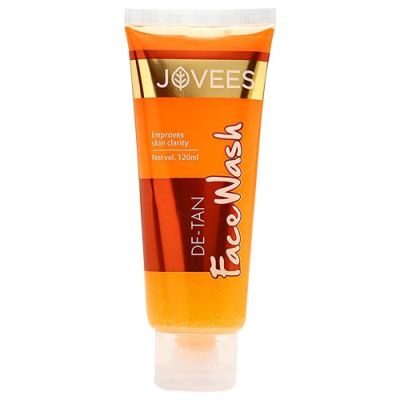 JOVEES
Improves
skin clarity
Net vol. 120ml
DE-TAN
Face Wash